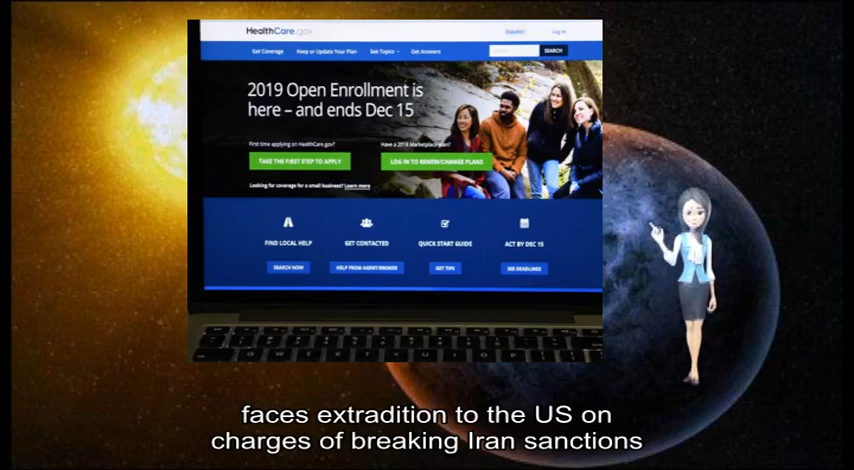 HealthCare.gov
Español
Log in
Get Coverage Keep or Update Your Plan See Topics Get Answers
SEARCH
2019 Open Enrollment is
here – and ends Dec 15
First time applying on HealthCare.gov?
Have a 2018 Marketplace plan?
TAKE THE FIRST STEP TO APPLY
LOG IN TO RENEW/CHANGE PLANS
Looking for coverage for a small business? Learn more
FIND LOCAL HELP
GET CONTACTED
QUICK START GUIDE
ACT BY DEC 15
SEARCH NOW
HELP FROM AGENT/BROKER
GET TIPS
SEE DEADLINES
faces extradition to the US on
charges of breaking Iran sanctions